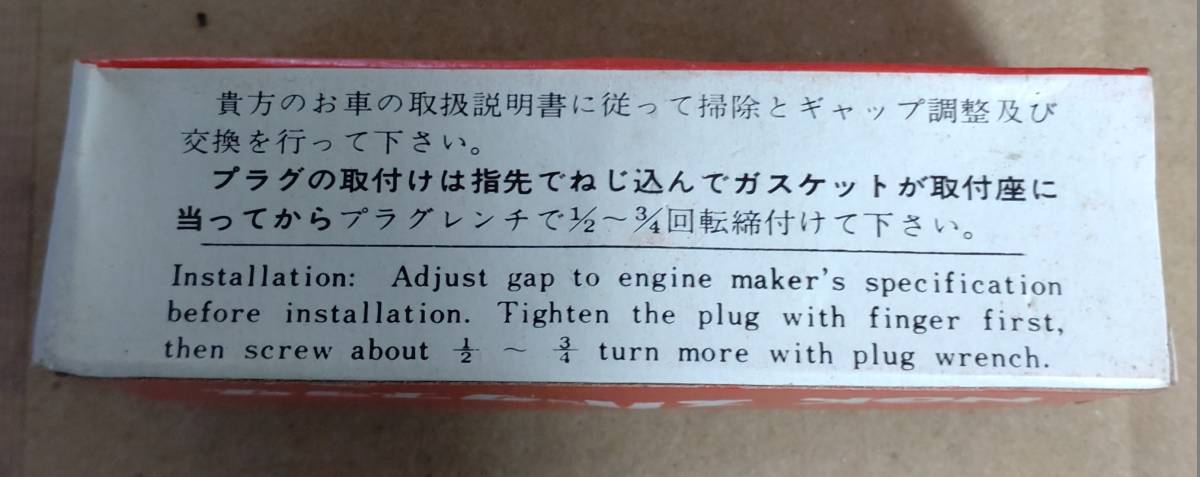 貴方のお車の取扱説明書に従って掃除とギャップ調整及び
交換を行って下さい。
プラグの取付けは指先でねじ込んでガスケットが取付座に
当ってからプラグレンチで½〜¾回転締付けて下さい。
Installation: Adjust gap to engine maker's specification
before installation. Tighten the plug with finger first,
then screw about ½ ~ ¾ turn more with plug wrench.